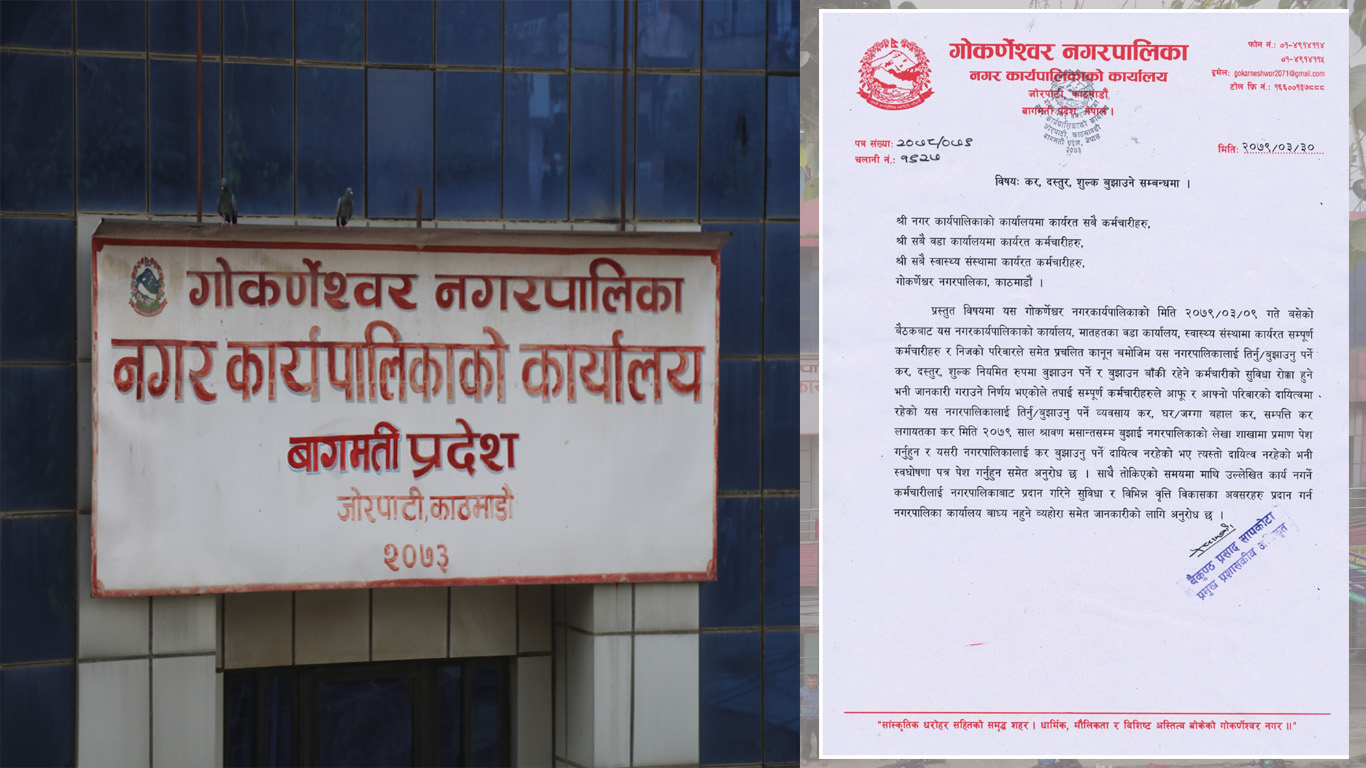 गोकर्णेश्वर नगरपालिका
नगर कार्यपालिकाको कार्यालय
बागमती प्रदेश
जोरपाटी, काठमाडौ
२०७३
गोकर्णेश्वर नगरपालिका
नगर कार्यपालिकाको कार्यालय
जोरपाटी, काठमाडौं
बागमती प्रदेश, नेपाल ।
फोन नं.: ०१-४९१४११४
०१-४९१४११५
इमेल: gokarneshwor2071@gmail.com
टोल फ्रि नं.: १६६००१३०८८८
पत्र संख्या: २०७८/०७९
चलानी नं.: १५२७
मिति: २०७९/०३/३०
विषय: कर, दस्तुर, शुल्क बुझाउने सम्बन्धमा ।
श्री नगर कार्यपालिकाको कार्यालयमा कार्यरत सबै कर्मचारीहरु,
श्री सबै वडा कार्यालयमा कार्यरत कर्मचारीहरु,
श्री सबै स्वास्थ्य संस्थामा कार्यरत कर्मचारीहरु,
गोकर्णेश्वर नगरपालिका, काठमाडौं ।
प्रस्तुत विषयमा यस गोकर्णेश्वर नगरकार्यपालिकाको मिति २०७९/०३/०९ गते बसेको
बैठकबाट यस नगरकार्यपालिकाको कार्यालय, मातहतका वडा कार्यालय, स्वास्थ्य संस्थामा कार्यरत सम्पूर्ण
कर्मचारीहरु र निजको परिवारले समेत प्रचलित कानून बमोजिम यस नगरपालिकालाई तिर्नु/बुझाउनु पर्ने
कर, दस्तुर, शुल्क नियमित रुपमा बुझाउन पर्ने र बुझाउन बाँकी रहेने कर्मचारीको सुविधा रोक्का हुने
भनी जानकारी गराउने निर्णय भएकोले तपाई सम्पूर्ण कर्मचारीहरुले आफू र आफ्नो परिवारको दायित्वमा
रहेको यस नगरपालिकालाई तिर्नु/बुझाउनु पर्ने व्यवसाय कर, घर/जग्गा बहाल कर, सम्पत्ति कर
लगायतका कर मिति २०७९ साल श्रावण मसान्तसम्म बुझाई नगरपालिकाको लेखा शाखामा प्रमाण पेश
गर्नुहुन र यसरी नगरपालिकालाई कर बुझाउनु पर्ने दायित्व नरहेको भए त्यस्तो दायित्व नरहेको भनी
स्वघोषणा पत्र पेश गर्नुहुन समेत अनुरोध छ । साथै तोकिएको समयमा माथि उल्लेखित कार्य नगर्ने
कर्मचारीलाई नगरपालिकाबाट प्रदान गरिने सुविधा र विभिन्न वृत्ति विकासका अवसरहरु प्रदान गर्न
नगरपालिका कार्यालय बाध्य नहुने व्यहोरा समेत जानकारीको लागि अनुरोध छ ।
बैकुण्ठ प्रसाद सापकोटा
प्रमुख प्रशासकीय
"सांस्कृतिक धरोहर सहितको समृद्ध शहर । धार्मिक, मौलिकता र विशिष्ट अस्तित्व बोकेको गोकर्णेश्वर नगर ॥"